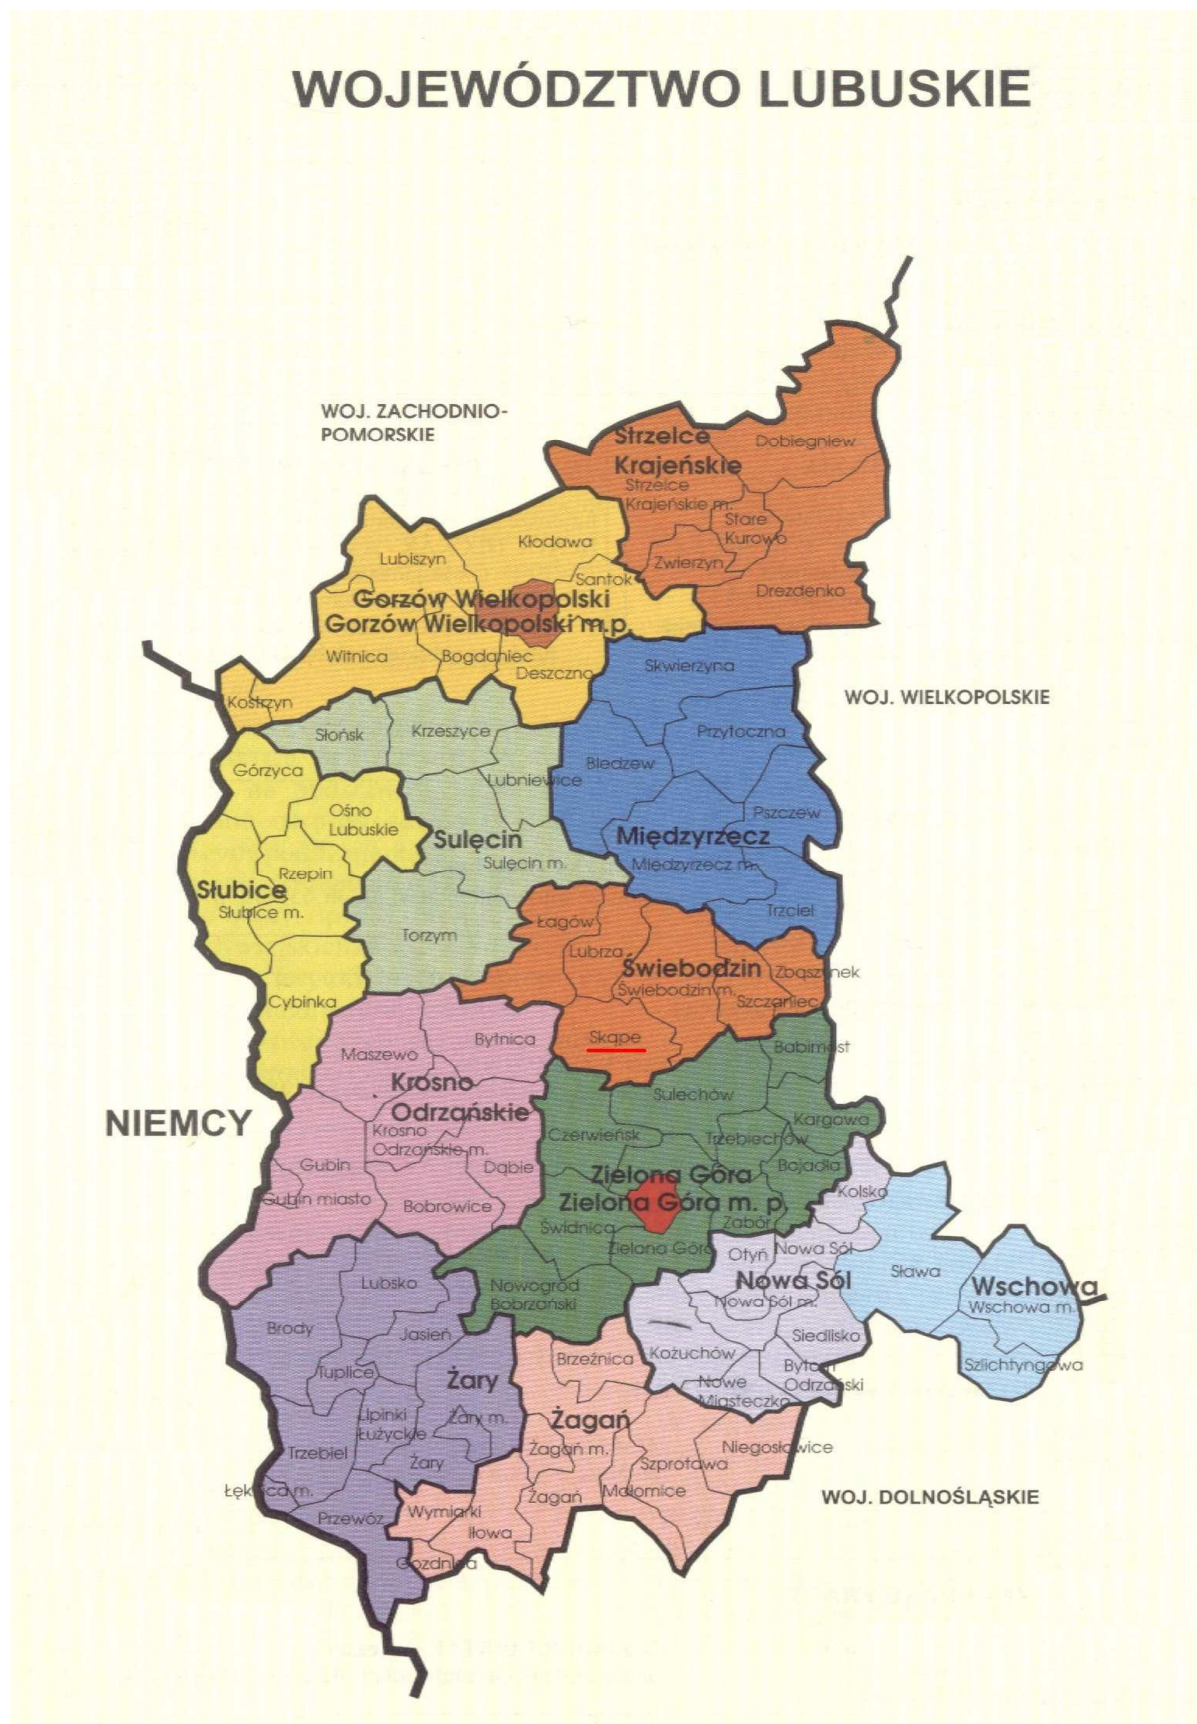 WOJEWÓDZTWO LUBUSKIE
WOJ. ZACHODNIO-
POMORSKIE
Strzelce
Krajeńskie
Dobiegniew
Strzelce
Krajeńskie m.
Stare
Kurowo
Zwierzyn
Drezdenko
Kłodawa
Lubiszyn
Santok
Gorzów Wielkopolski
Gorzów Wielkopolski m.p.
Witnica
Bogdaniec
Deszczno
Kostrzyn
Skwierzyna
WOJ. WIELKOPOLSKIE
Słońsk
Krzeszyce
Przytoczna
Bledzew
Lubniewice
Górzyca
Ośno
Lubuskie
Pszczew
Sulęcin
Międzyrzecz
Sulęcin m.
Międzyrzecz m.
Rzepin
Słubice
Słubice m.
Trzciel
Łagów
Torzym
Lubrza
Świebodzin
Zbąszynek
Świebodzin m.
Szczaniec
Cybinka
Skąpe
Bytnica
Babimost
Maszewo
Krosno
Odrzańskie
Sulechów
NIEMCY
Kargowa
Krosno
Odrzańskie m.
Czerwieńsk
Trzebiechów
Gubin
Dąbie
Bojadła
Zielona Góra
Zielona Góra m. p.
Gubin miasto
Bobrowice
Kolsko
Świdnica
Zabór
Zielona Góra
Otyń
Nowa Sól
Lubsko
Nowogród
Bobrzański
Nowa Sól
Nowa Sól m.
Sława
Wschowa
Wschowa m.
Brody
Jasień
Siedlisko
Kożuchów
Brzeźnica
Bytom
Odrzański
Szlichtyngowa
Tuplice
Żary
Nowe
Miasteczko
Lipinki
Łużyckie
Żary m.
Żagań
Żagań m.
Niegosławice
Trzebiel
Żary
Szprotawa
Łęknica m.
Żagań
Małomice
WOJ. DOLNOŚLĄSKIE
Przewóz
Wymiarki
Iłowa
Gozdnica